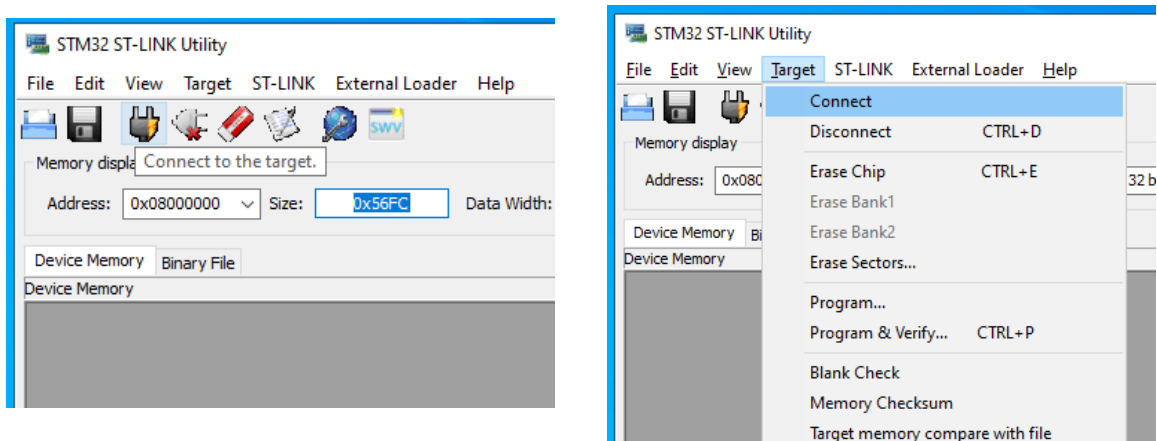 STM32 ST-LINK Utility
File Edit View Target ST-LINK External Loader Help
SWV
Connect to the target.
Address: 0x08000000 Size: 0x56FC Data Width:
Device Memory Binary File
Device Memory
STM32 ST-LINK Utility
File Edit View Target ST-LINK External Loader Help
Connect
Disconnect CTRL+D
Memory display
Erase Chip CTRL+E
Address: 0x080
Erase Bank1
Erase Bank2
Device Memory
Device Memory
Erase Sectors...
Program...
Program & Verify... CTRL+P
Blank Check
Memory Checksum
Target memory compare with file